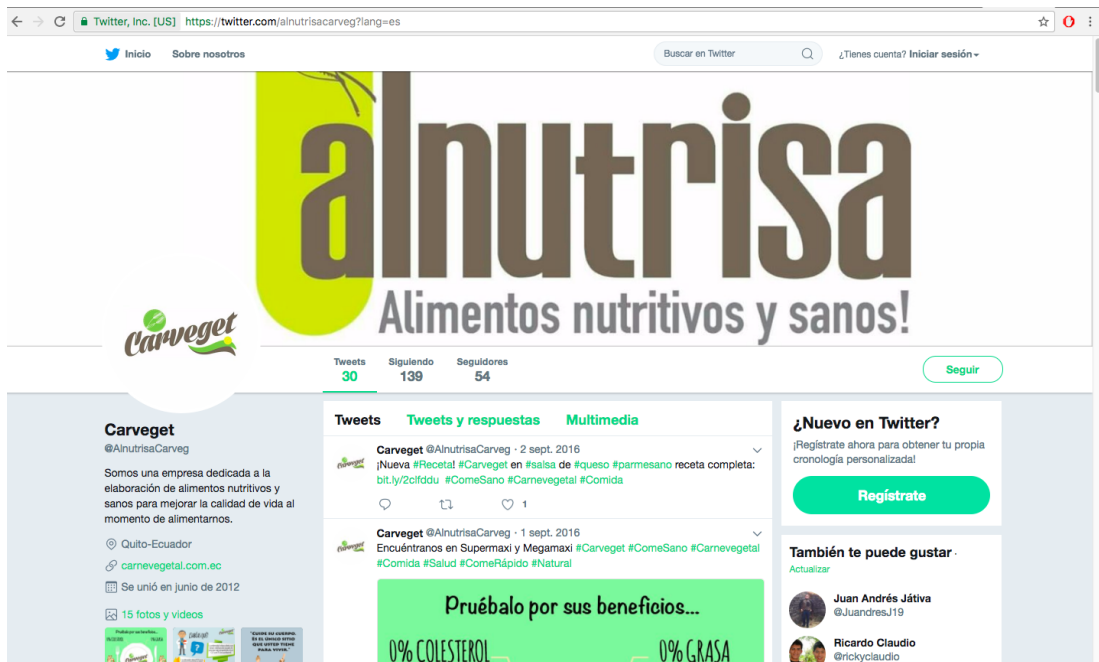 Twitter, Inc. [US] https://twitter.com/alnutrisacarveg?lang=es
Inicio Sobre nosotros Buscar en Twitter ¿Tienes cuenta? Iniciar sesión
alnutrisa
Alimentos nutritivos y sanos!
Carveget
Tweets Siguiendo Seguidores
30 139 54
Seguir
Carveget
@AlnutrisaCarveg
Somos una empresa dedicada a la
elaboración de alimentos nutritivos y
sanos para mejorar la calidad de vida al
momento de alimentarnos.
Quito-Ecuador
carnevegetal.com.ec
Se unió en junio de 2012
15 fotos y videos
Tweets Tweets y respuestas Multimedia
Carveget @AlnutrisaCarveg · 2 sept. 2016
¡Nueva #Receta! #Carveget en #salsa de #queso #parmesano receta completa:
bit.ly/2clfddu #ComeSano #Carnevegetal #Comida
1
Carveget @AlnutrisaCarveg · 1 sept. 2016
Encuéntranos en Supermaxi y Megamaxi #Carveget #ComeSano #Carnevegetal
#Comida #Salud #ComeRápido #Natural
Pruébalo por sus beneficios...
0% COLESTEROL 0% GRASA
¿Nuevo en Twitter?
¡Regístrate ahora para obtener tu propia
cronología personalizada!
Regístrate
También te puede gustar ·
Actualizar
Juan Andrés Játiva
@JuandresJ19
Ricardo Claudio
@rickyclaudio